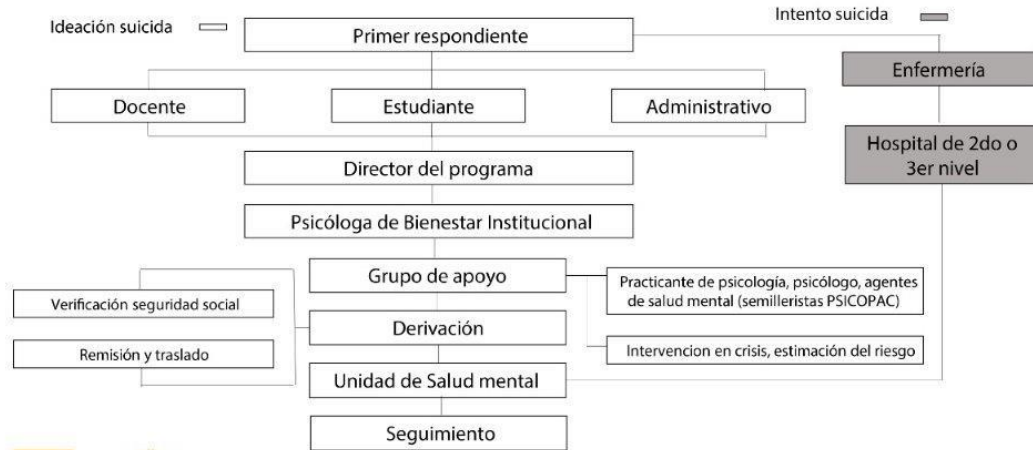 Ideación suicida
Intento suicida
Primer respondiente
Enfermería
Docente
Estudiante
Administrativo
Hospital de 2do o
3er nivel
Director del programa
Psicóloga de Bienestar Institucional
Grupo de apoyo
Practicante de psicología, psicólogo, agentes
de salud mental (semilleristas PSICOPAC)
Verificación seguridad social
Derivación
Remisión y traslado
Intervencion en crisis, estimación del riesgo
Unidad de Salud mental
Seguimiento